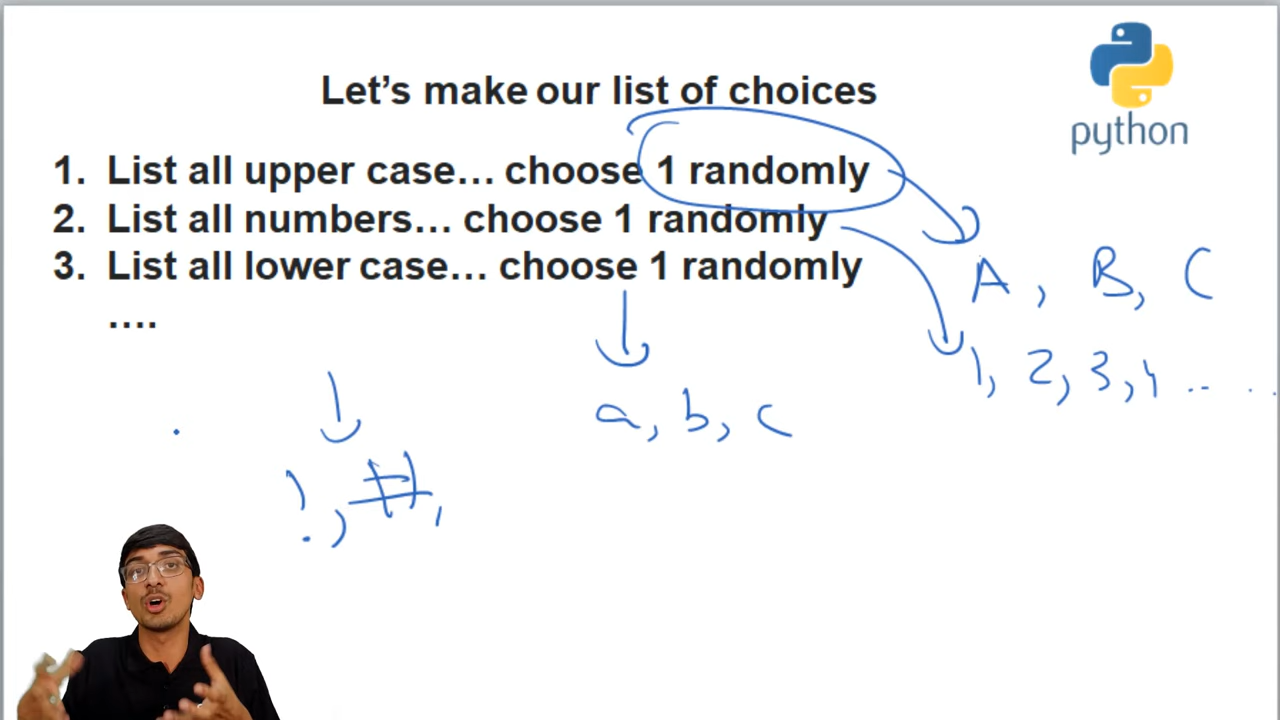 Let's make our list of choices
python
1. List all upper case... choose 1 randomly
2. List all numbers... choose 1 randomly
3. List all lower case... choose 1 randomly
....
A, B, C
1, 2, 3, 4 .. ..
a, b, c
!, #,